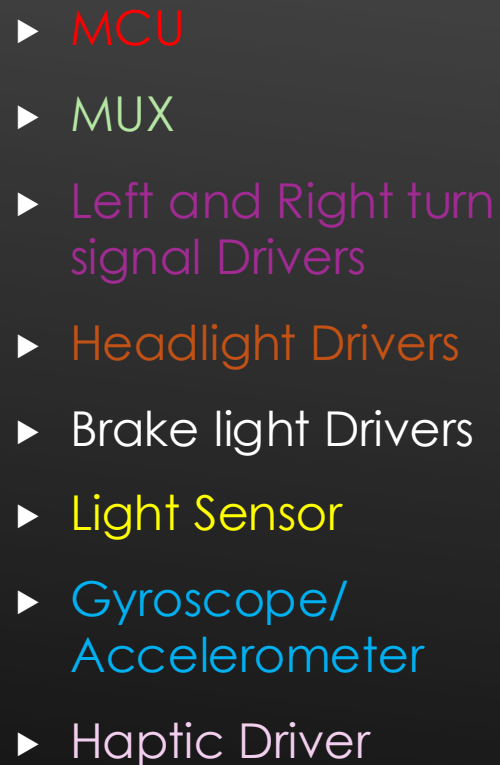 MCU
MUX
Left and Right turn
signal Drivers
Headlight Drivers
Brake light Drivers
Light Sensor
Gyroscope/
Accelerometer
Haptic Driver